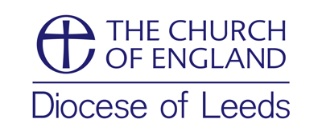 THE CHURCH
OF ENGLAND
Diocese of Leeds